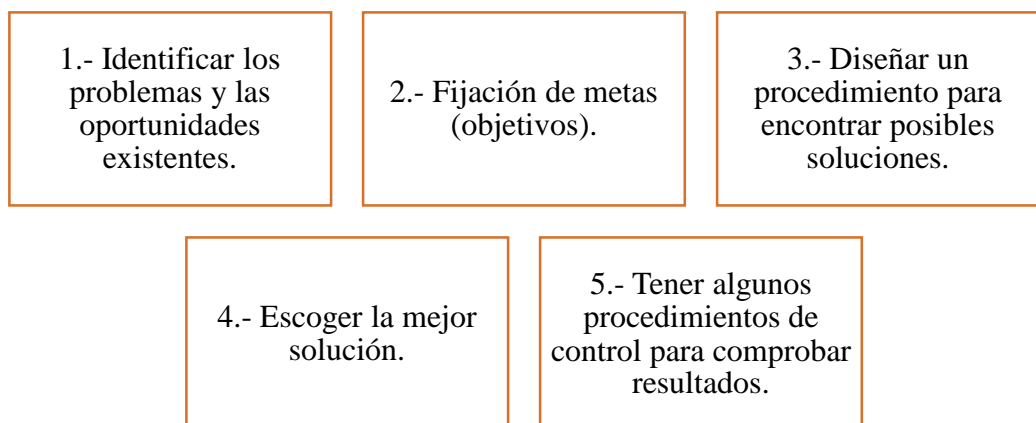 1.- Identificar los
problemas y las
oportunidades
existentes.
2.- Fijación de metas
(objetivos).
3.- Diseñar un
procedimiento para
encontrar posibles
soluciones.
4.- Escoger la mejor
solución.
5.- Tener algunos
procedimientos de
control para comprobar
resultados.